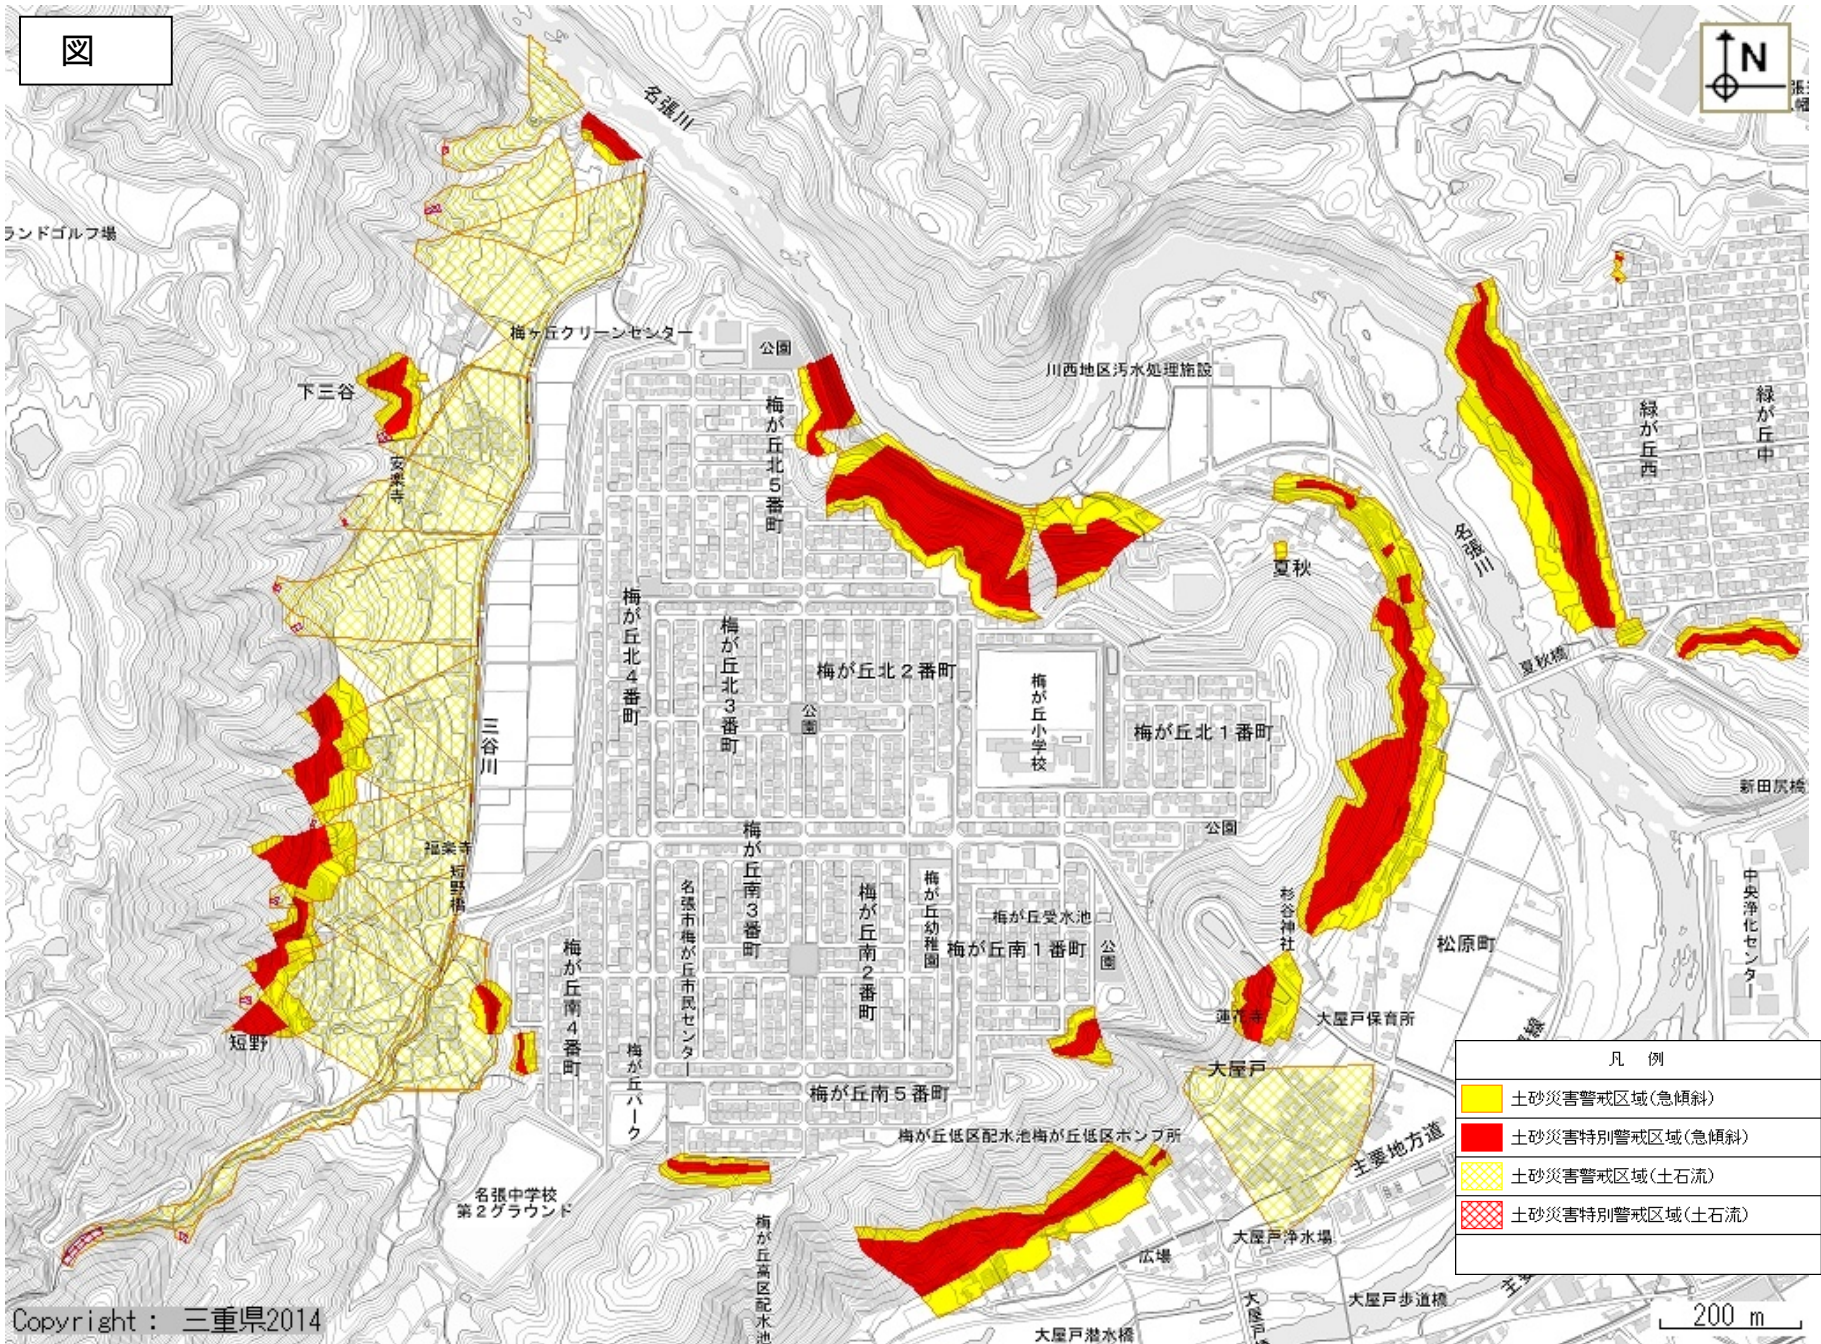 図
N
名張川
ランドゴルフ場
梅ヶ丘クリーンセンター
公園
川西地区汚水処理施設
下三谷
安楽寺
梅が丘北5番町
緑が丘西
緑が丘中
名張川
夏秋
梅が丘北4番町
梅が丘北3番町
梅が丘北2番町
公園
梅が丘小学校
梅が丘北1番町
夏秋橋
三谷川
新田尻橋
公園
福楽寺
短野橋
梅が丘南3番町
名張市梅が丘市民センター
梅が丘南2番町
梅が丘幼稚園
梅が丘受水池
梅が丘南1番町
公園
杉谷神社
松原町
中央浄化センター
梅が丘南4番町
短野
蓮花寺
大屋戸保育所
大屋戸
梅が丘パーク
梅が丘南5番町
梅が丘低区配水池梅が丘低区ポンプ所
主要地方道
名張中学校
第2グラウンド
梅が丘高区配水池
大屋戸浄水場
広場
大屋戸歩道橋
大屋戸潜水橋
凡 例
土砂災害警戒区域(急傾斜)
土砂災害特別警戒区域(急傾斜)
土砂災害警戒区域(土石流)
土砂災害特別警戒区域(土石流)
Copyright : 三重県2014
200 m